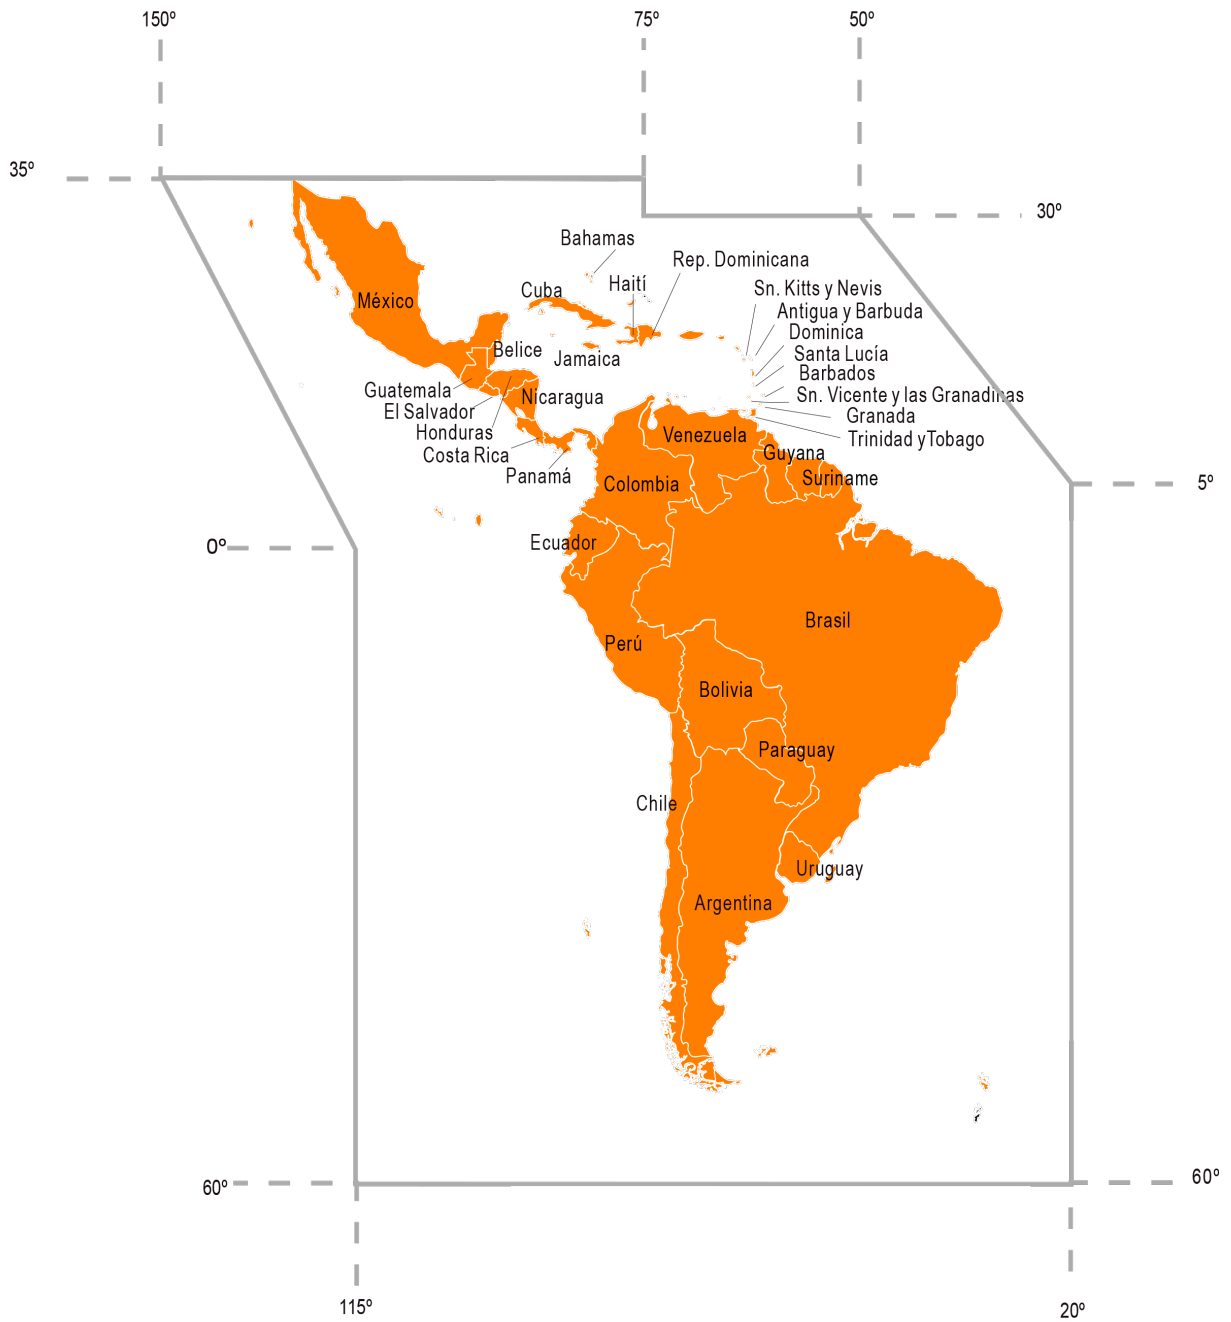 150º
75º
50º
35º
30º
Bahamas
Rep. Dominicana
Haití
Cuba
Sn. Kitts y Nevis
México
Antigua y Barbuda
Dominica
Belice
Jamaica
Santa Lucía
Barbados
Guatemala
Nicaragua
Sn. Vicente y las Granadinas
El Salvador
Granada
Honduras
Venezuela
Trinidad yTobago
Costa Rica
Guyana
Panamá
Colombia
Suriname
5º
0º
Ecuador
Brasil
Perú
Bolivia
Paraguay
Chile
Uruguay
Argentina
60º
60º
115º
20º